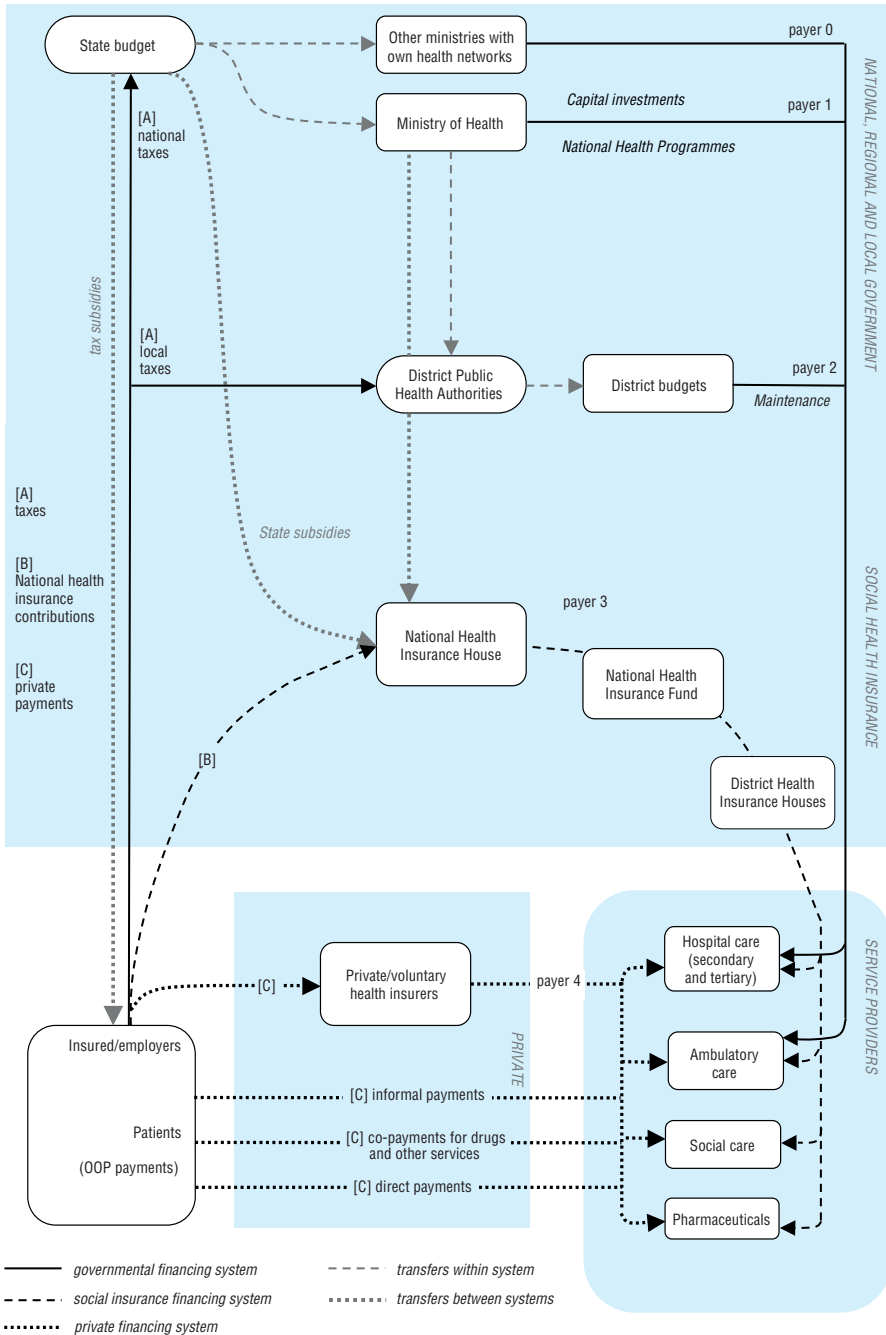 State budget
Other ministries with
own health networks
payer 0
Ministry of Health
Capital investments
payer 1
National Health Programmes
[A]
national
taxes
NATIONAL, REGIONAL AND LOCAL GOVERNMENT
tax subsidies
[A]
local
taxes
District Public
Health Authorities
District budgets
payer 2
Maintenance
[A]
taxes
[B]
National health
insurance
contributions
[C]
private
payments
State subsidies
SOCIAL HEALTH INSURANCE
National Health
Insurance House
payer 3
National Health
Insurance Fund
[B]
District Health
Insurance Houses
Private/voluntary
health insurers
[C]
payer 4
PRIVATE
Hospital care
(secondary
and tertiary)
SERVICE PROVIDERS
Ambulatory
care
Social care
Pharmaceuticals
Insured/employers
Patients
(OOP payments)
[C] informal payments
[C] co-payments for drugs
and other services
[C] direct payments
governmental financing system
transfers within system
social insurance financing system
transfers between systems
private financing system